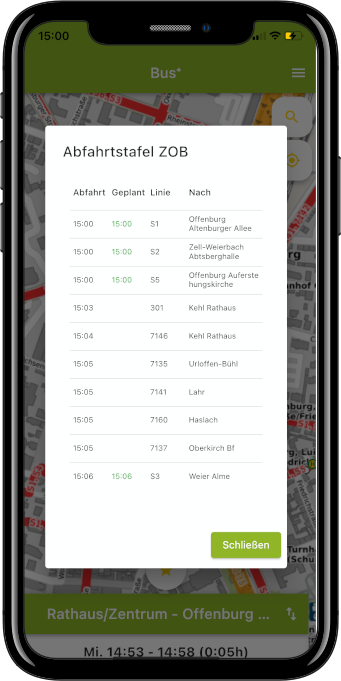 15:00
Bus*
Abfahrtstafel ZOB
Abfahrt Geplant Linie Nach
15:00 15:00 S1 Offenburg
Altenburger Allee
15:00 15:00 S2 Zell-Weierbach
Abtsberghalle
15:00 15:00 S5 Offenburg Auferste
hungskirche
15:03 301 Kehl Rathaus
15:04 7146 Kehl Rathaus
15:05 7135 Urloffen-Bühl
15:05 7141 Lahr
15:05 7160 Haslach
15:05 7137 Oberkirch Bf
15:06 15:06 S3 Weier Alme
Schließen
Rathaus/Zentrum - Offenburg ...
Mi. 14:53 - 14:58 (0:05h)